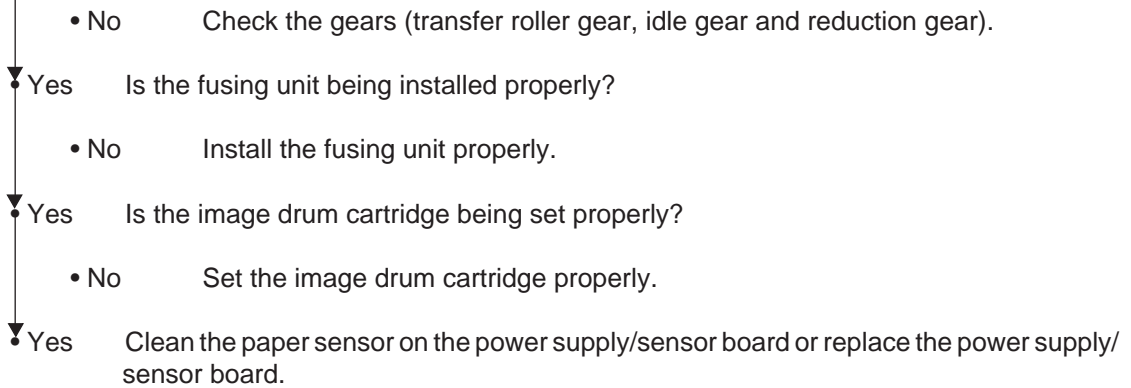 • No Check the gears (transfer roller gear, idle gear and reduction gear).
• Yes Is the fusing unit being installed properly?
• No Install the fusing unit properly.
• Yes Is the image drum cartridge being set properly?
• No Set the image drum cartridge properly.
• Yes Clean the paper sensor on the power supply/sensor board or replace the power supply/
sensor board.